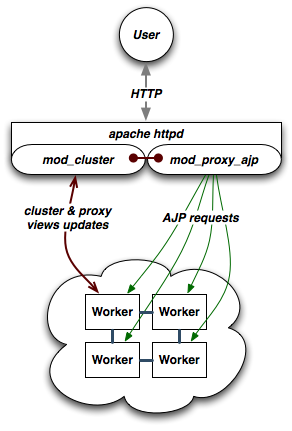 User
HTTP
apache httpd
mod_cluster
mod_proxy_ajp
cluster & proxy
views updates
AJP requests
Worker
Worker
Worker
Worker